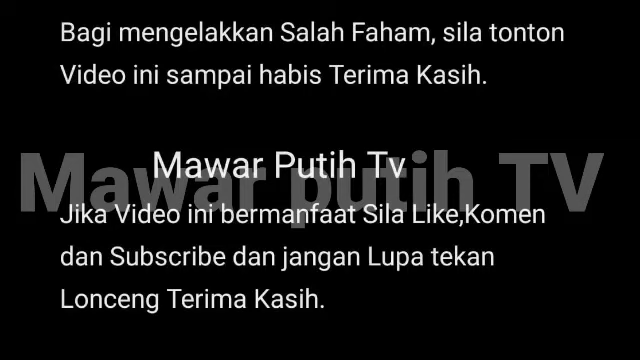 Bagi mengelakkan Salah Faham, sila tonton
Video ini sampai habis Terima Kasih.
Mawar Putih Tv
Mawar putih TV
Jika Video ini bermanfaat Sila Like,Komen
dan Subscribe dan jangan Lupa tekan
Lonceng Terima Kasih.